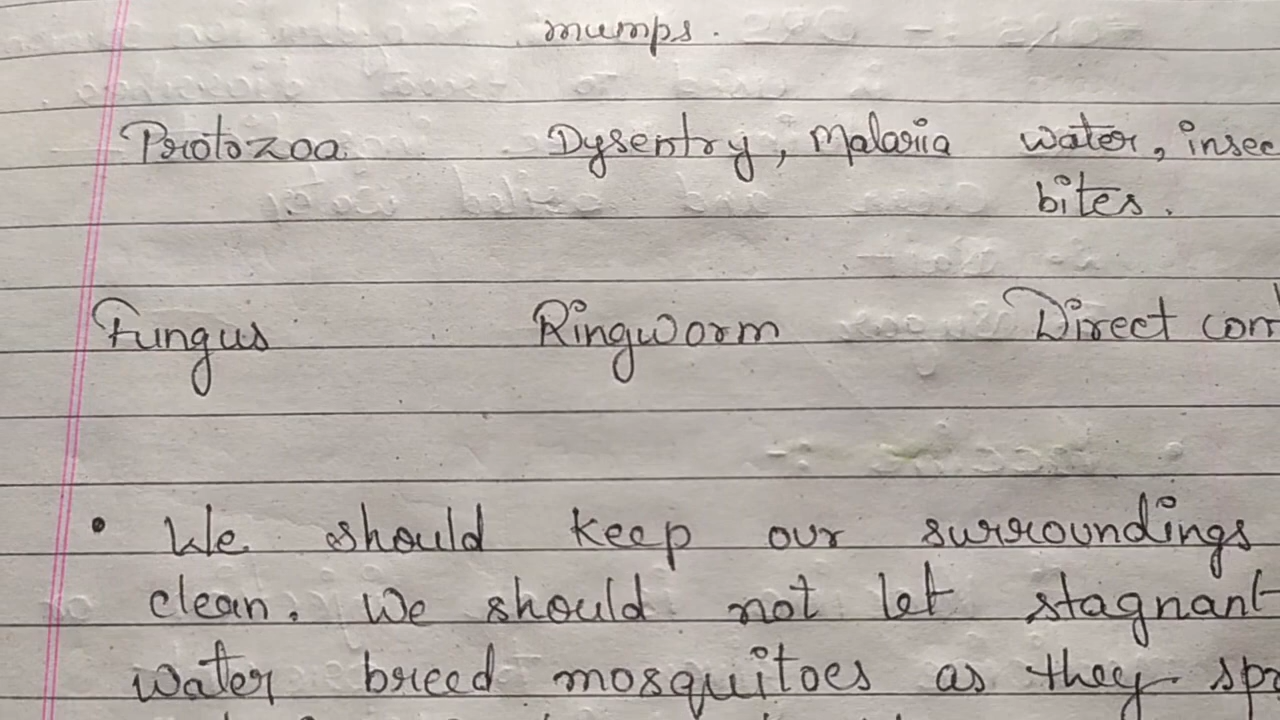 mumps.
Protozoa Dysentry, Malaria water, insec
bites.
Fungus Ringworm Direct con
• We should keep our surroundings
clean. We should not let stagnant
water breed mosquitoes as they spr